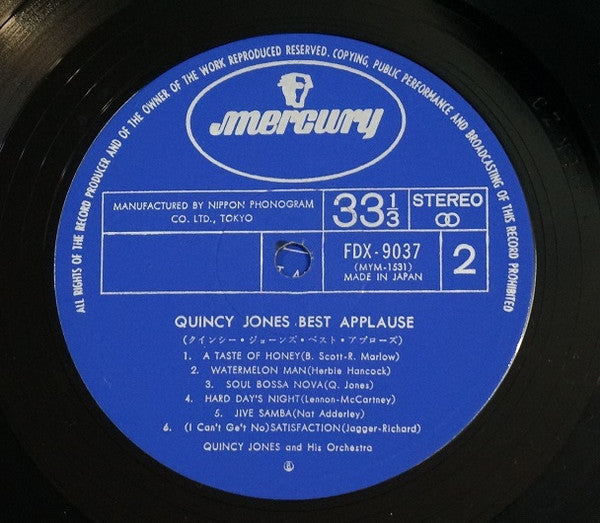 ALL RIGHTS OF THE RECORD PRODUCER AND OF THE OWNER OF THE WORK REPRODUCED RESERVED. COPYING, PUBLIC PERFORMANCE AND BROADCASTING OF THIS RECORD PROHIBITED
mercury
MANUFACTURED BY NIPPON PHONOGRAM
CO. LTD., TOKYO
33 1/3
STEREO
FDX-9037
(MYM-1531)
MADE IN JAPAN
2
QUINCY JONES BEST APPLAUSE
(クインシー・ジョーンズ・ベスト・アプローズ)
1. A TASTE OF HONEY(B. Scott-R. Marlow)
2. WATERMELON MAN(Herbie Hancock)
3. SOUL BOSSA NOVA(Q. Jones)
4. HARD DAY'S NIGHT(Lennon-McCartney)
5. JIVE SAMBA(Nat Adderley)
6. (I Can't Ge't No)SATISFACTION(Jagger-Richard)
QUINCY JONES and His Orchestra